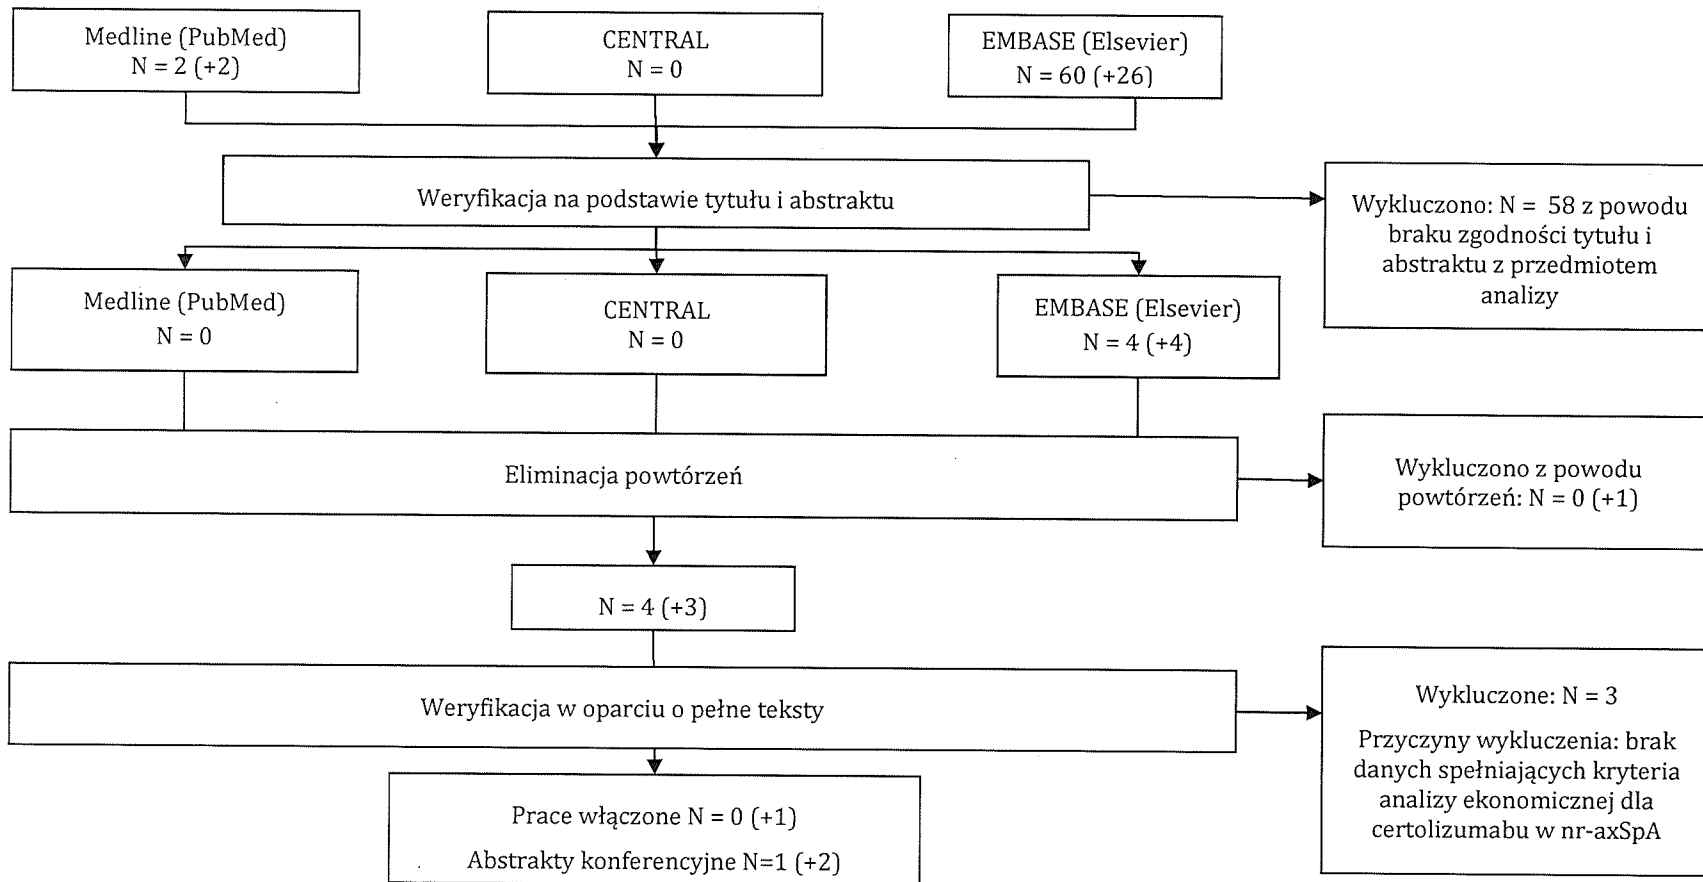 Medline (PubMed)
N = 2 (+2)
CENTRAL
N = 0
EMBASE (Elsevier)
N = 60 (+26)
Weryfikacja na podstawie tytułu i abstraktu
Wykluczono: N = 58 z powodu
braku zgodności tytułu i
abstraktu z przedmiotem
analizy
Medline (PubMed)
N = 0
CENTRAL
N = 0
EMBASE (Elsevier)
N = 4 (+4)
Eliminacja powtórzeń
Wykluczono z powodu
powtórzeń: N = 0 (+1)
N = 4 (+3)
Weryfikacja w oparciu o pełne teksty
Wykluczone: N = 3
Przyczyny wykluczenia: brak
danych spełniających kryteria
analizy ekonomicznej dla
certolizumabu w nr-axSpA
Prace włączone N = 0 (+1)
Abstrakty konferencyjne N=1 (+2)